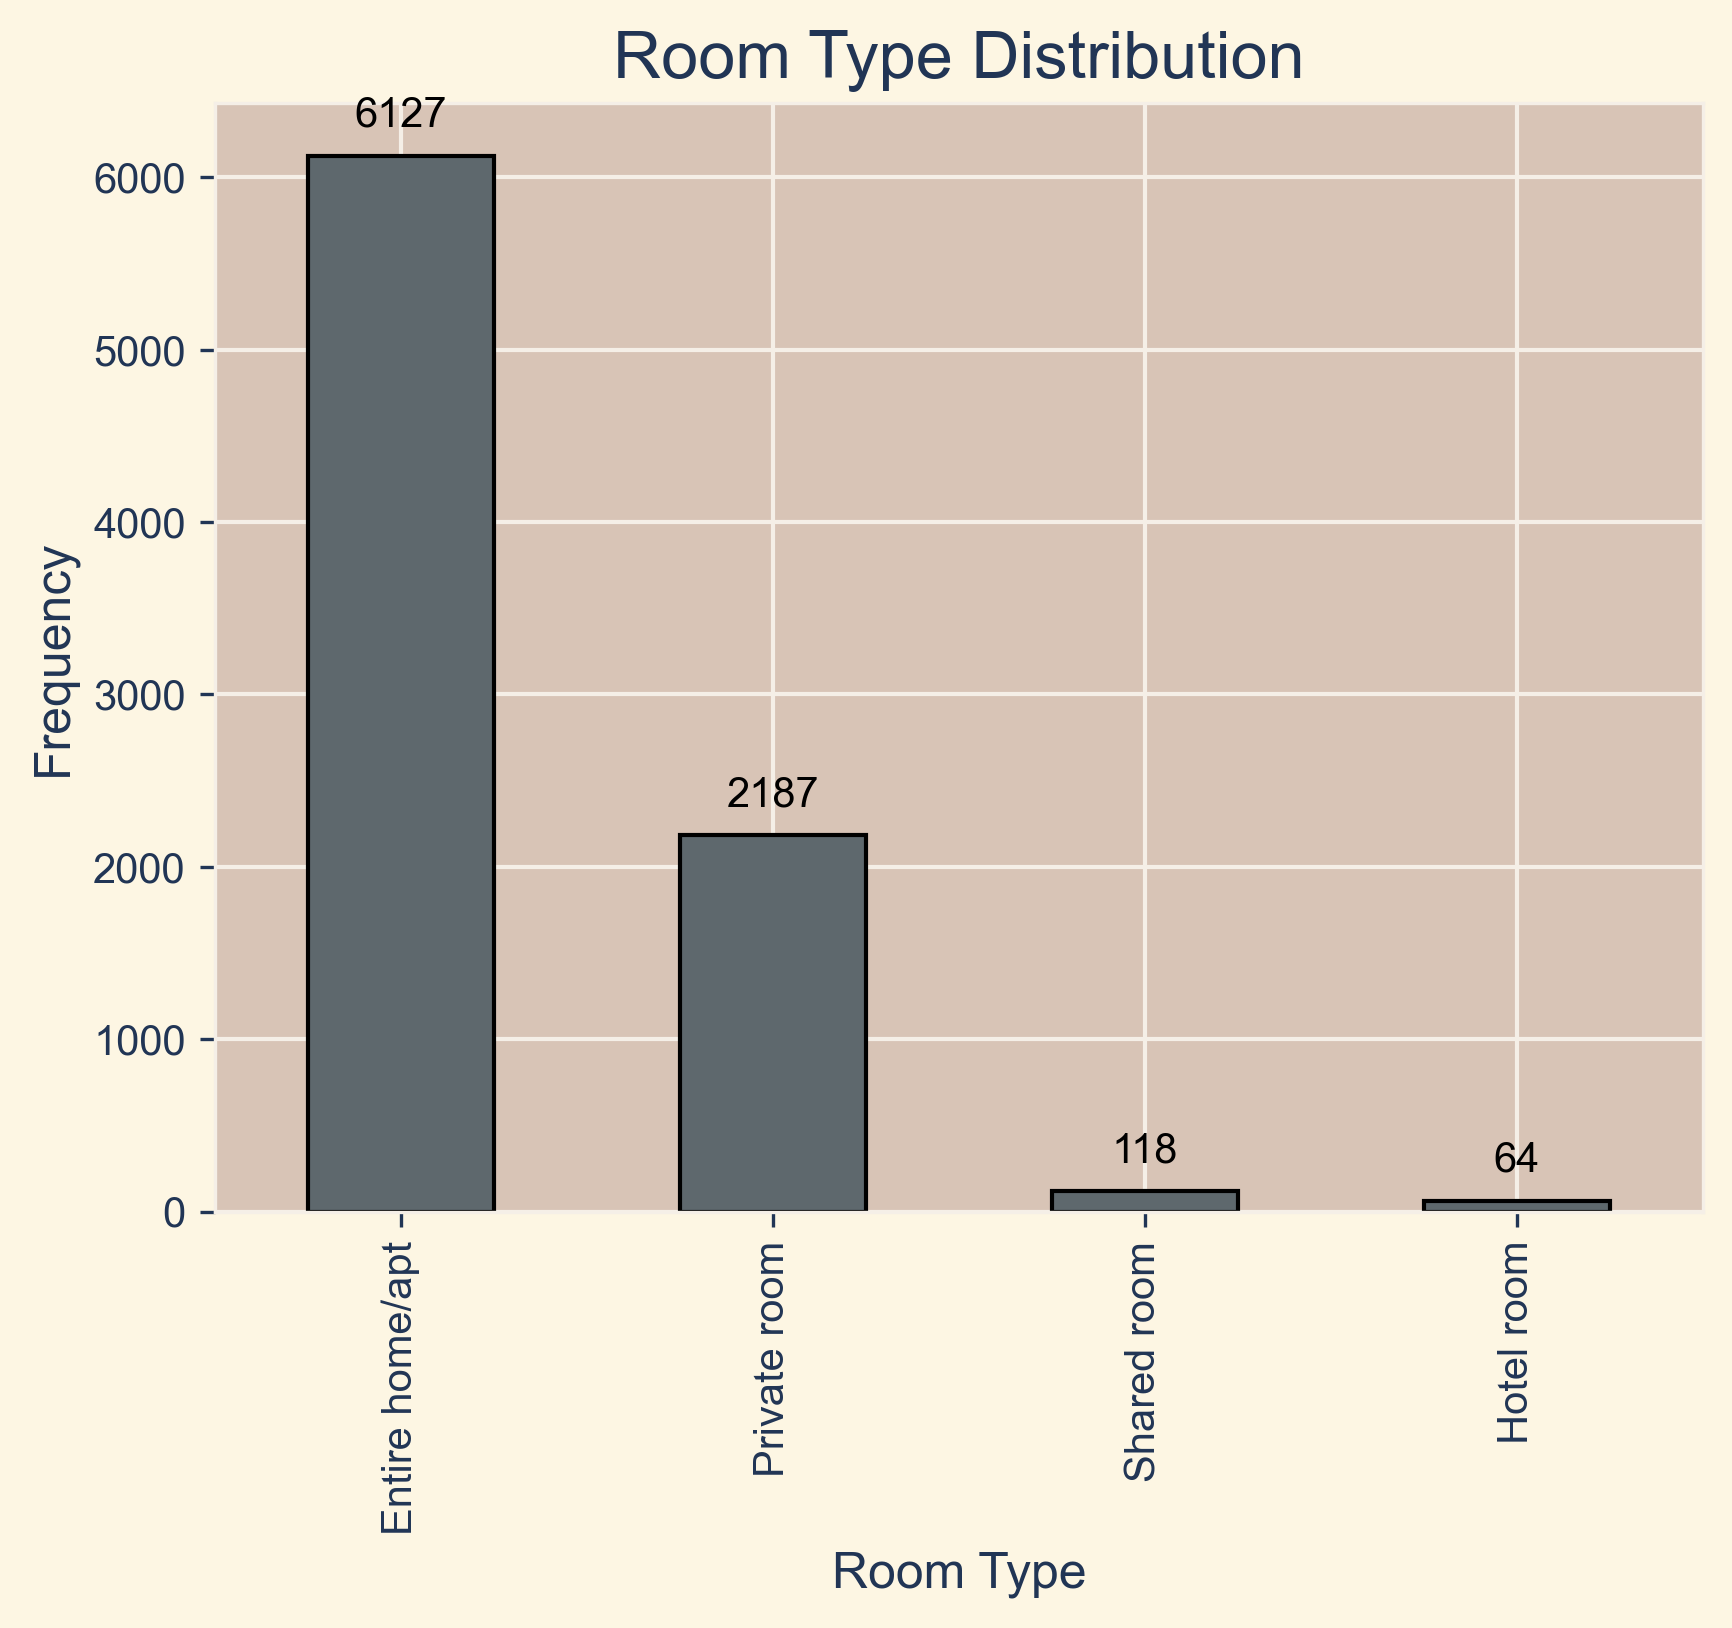 Room Type Distribution
6127
6000
5000
4000
3000
2187
2000
1000
118
64
0
Frequency
Entire home/apt
Private room
Shared room
Hotel room
Room Type